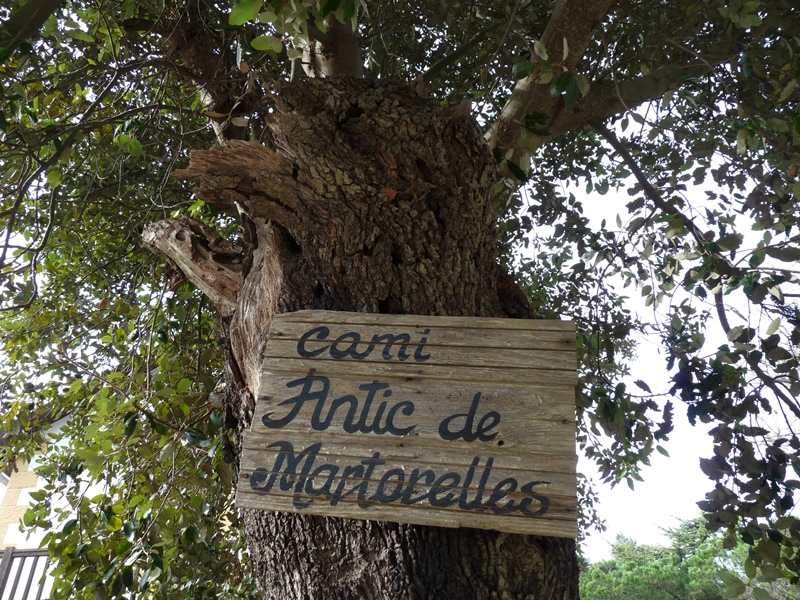 cami
Antic de
Martorelles